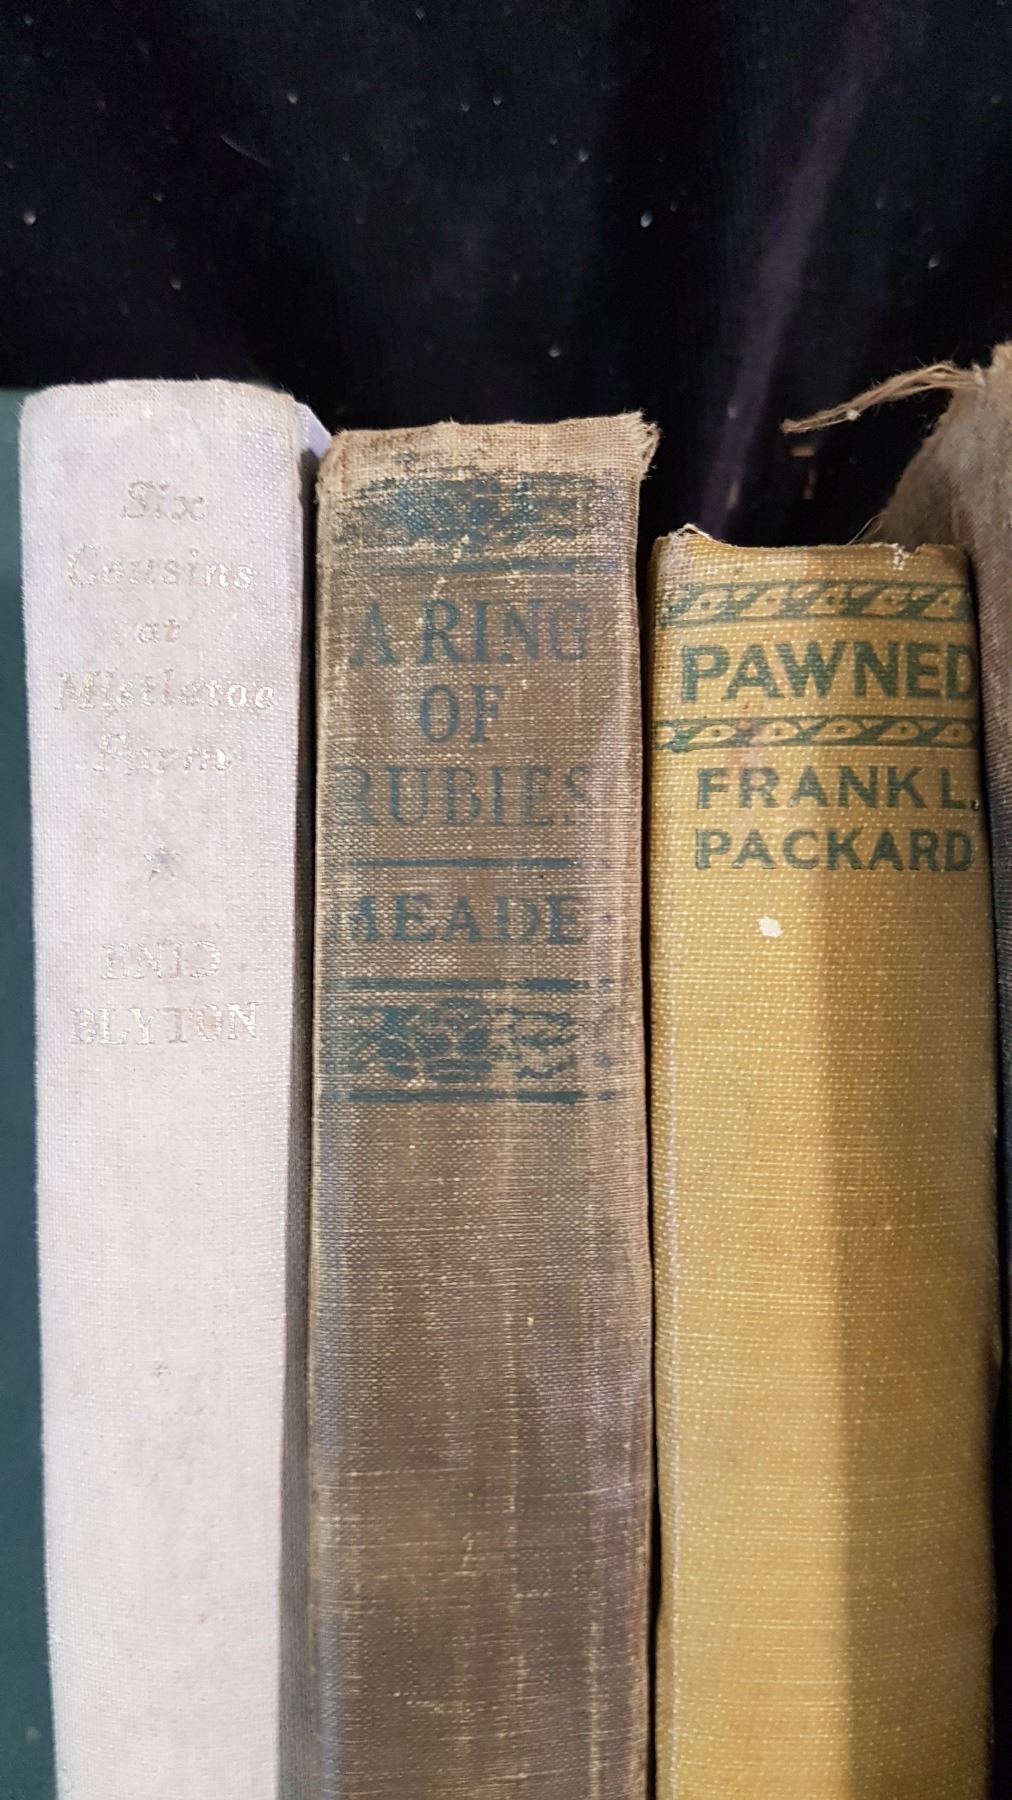 Six
Cousins
at
Mistletoe
Farm
ENID
BLYTON
A RING
OF
RUBIES
MEADE
PAWNED
FRANK L.
PACKARD